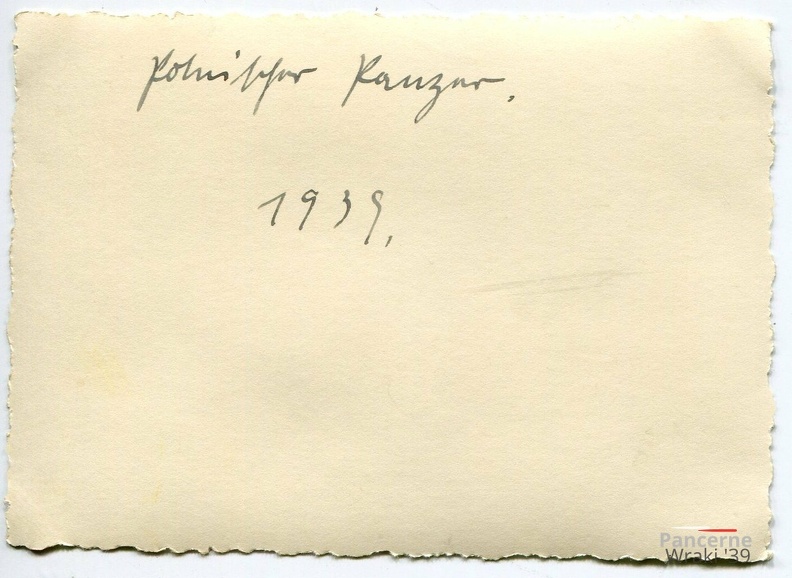 Polnischer Panzer.
1939.
Pancerne
Wraki '39